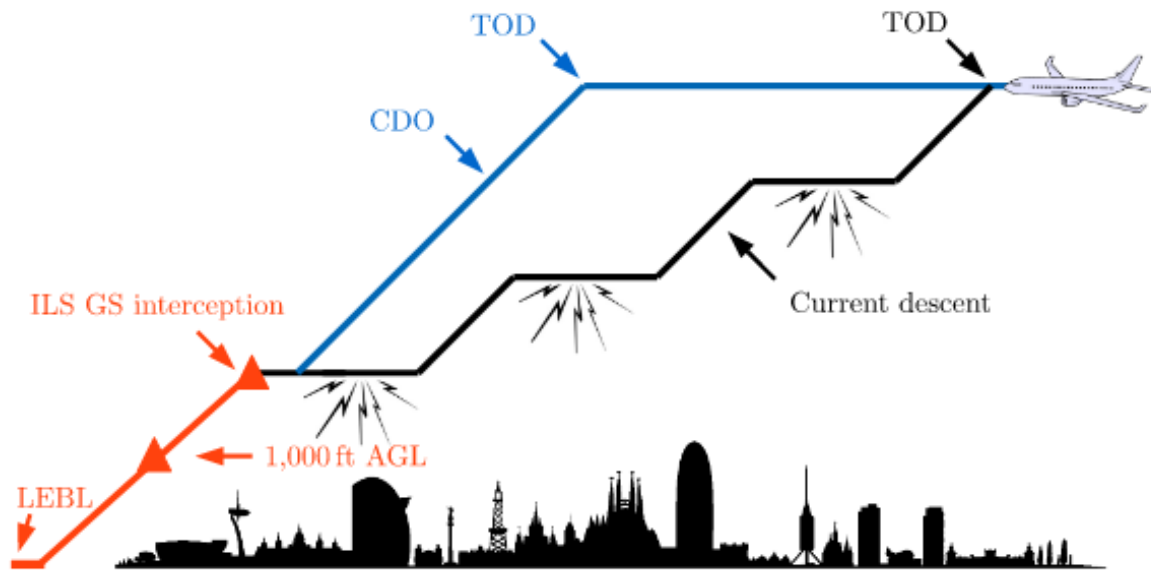 TOD
TOD
CDO
ILS GS interception
Current descent
1,000 ft AGL
LEBL